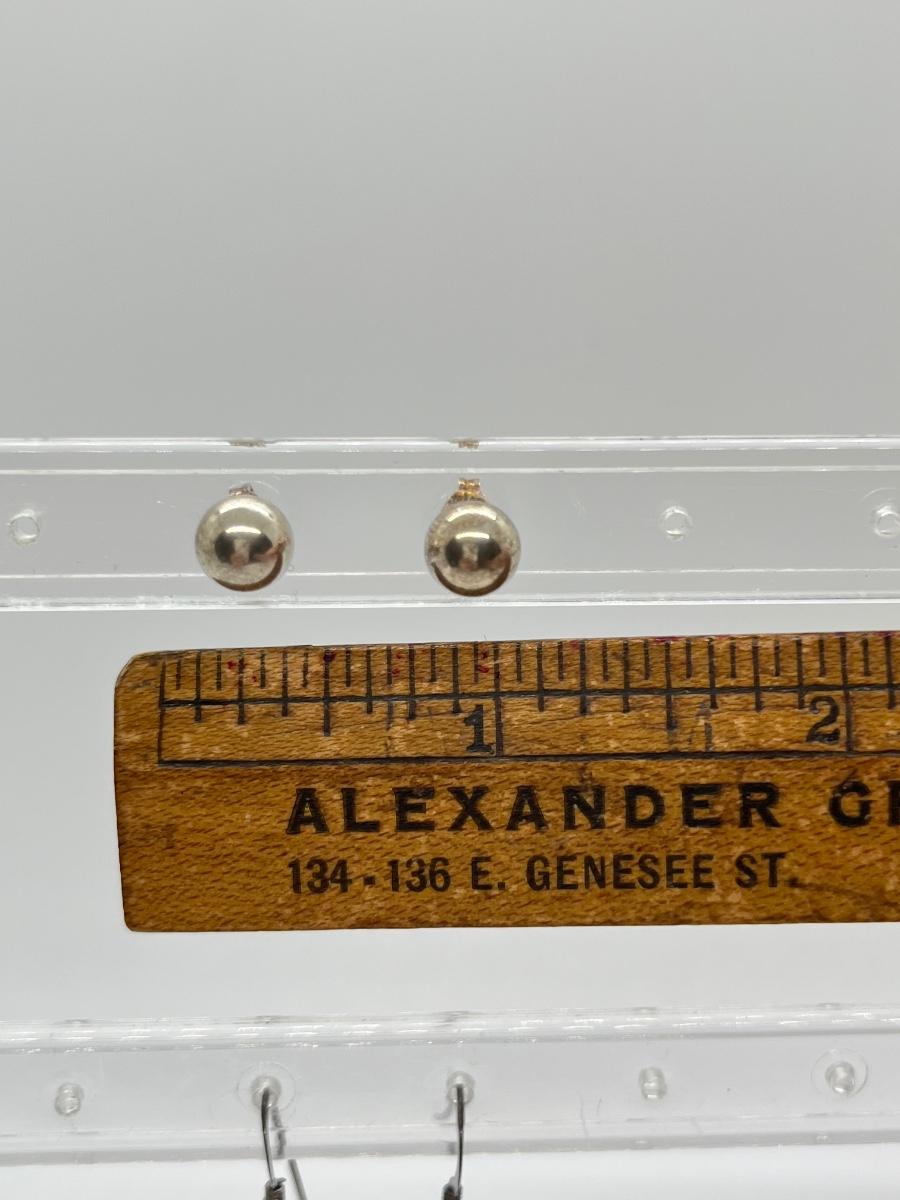 1 2
ALEXANDER
134-136 E. GENESEE ST.